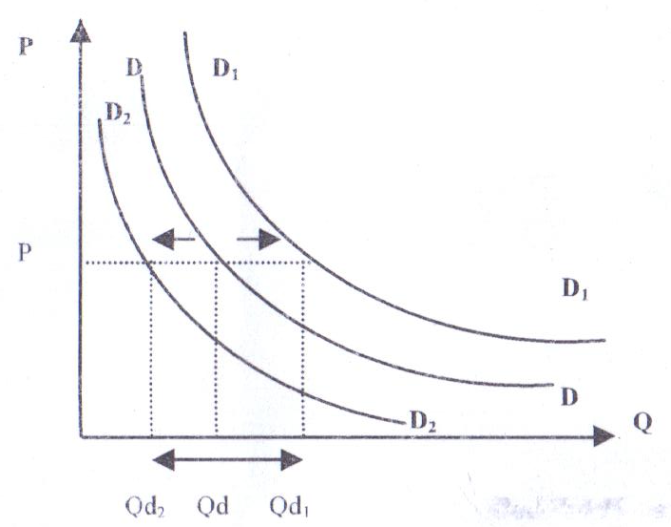 P
D D₁
D₂
P
D₁
D
D₂ Q
Qd₂ Qd Qd₁